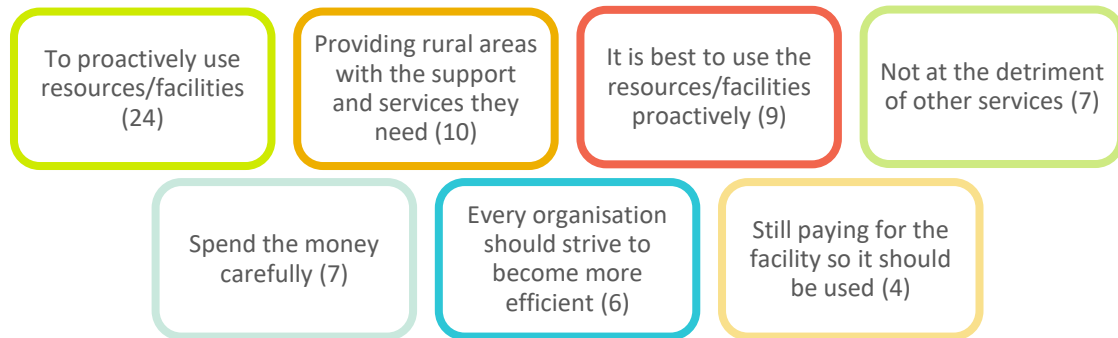 To proactively use
resources/facilities
(24)
Providing rural areas
with the support
and services they
need (10)
It is best to use the
resources/facilities
proactively (9)
Not at the detriment
of other services (7)
Spend the money
carefully (7)
Every organisation
should strive to
become more
efficient (6)
Still paying for the
facility so it should
be used (4)